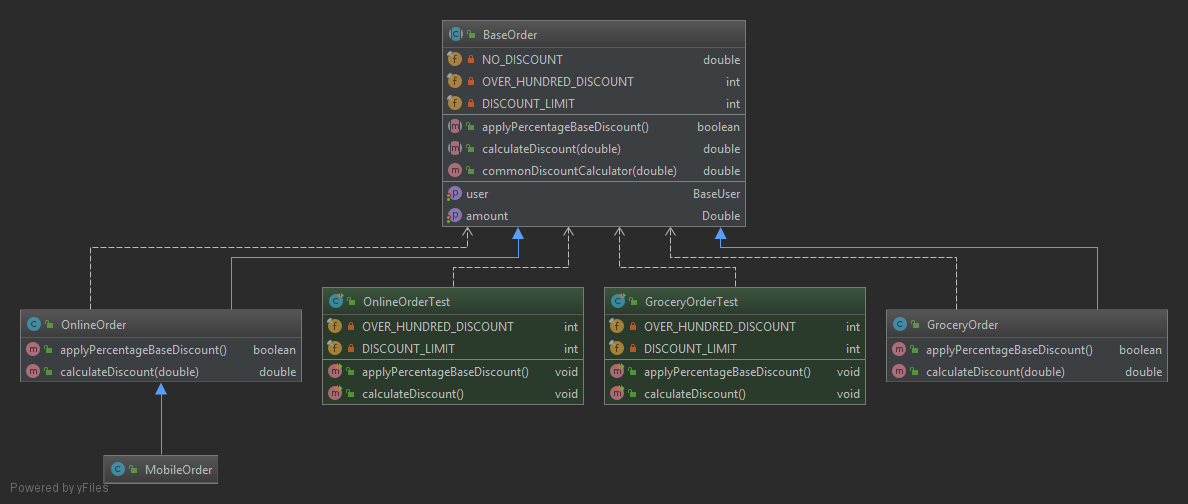 BaseOrder
NO_DISCOUNT double
OVER_HUNDRED_DISCOUNT int
DISCOUNT_LIMIT int
applyPercentageBaseDiscount() boolean
calculateDiscount(double) double
commonDiscountCalculator(double) double
user BaseUser
amount Double
OnlineOrder
applyPercentageBaseDiscount() boolean
calculateDiscount(double) double
OnlineOrderTest
OVER_HUNDRED_DISCOUNT int
DISCOUNT_LIMIT int
applyPercentageBaseDiscount() void
calculateDiscount() void
GroceryOrderTest
OVER_HUNDRED_DISCOUNT int
DISCOUNT_LIMIT int
applyPercentageBaseDiscount() void
calculateDiscount() void
GroceryOrder
applyPercentageBaseDiscount() boolean
calculateDiscount(double) double
MobileOrder
Powered by yFiles